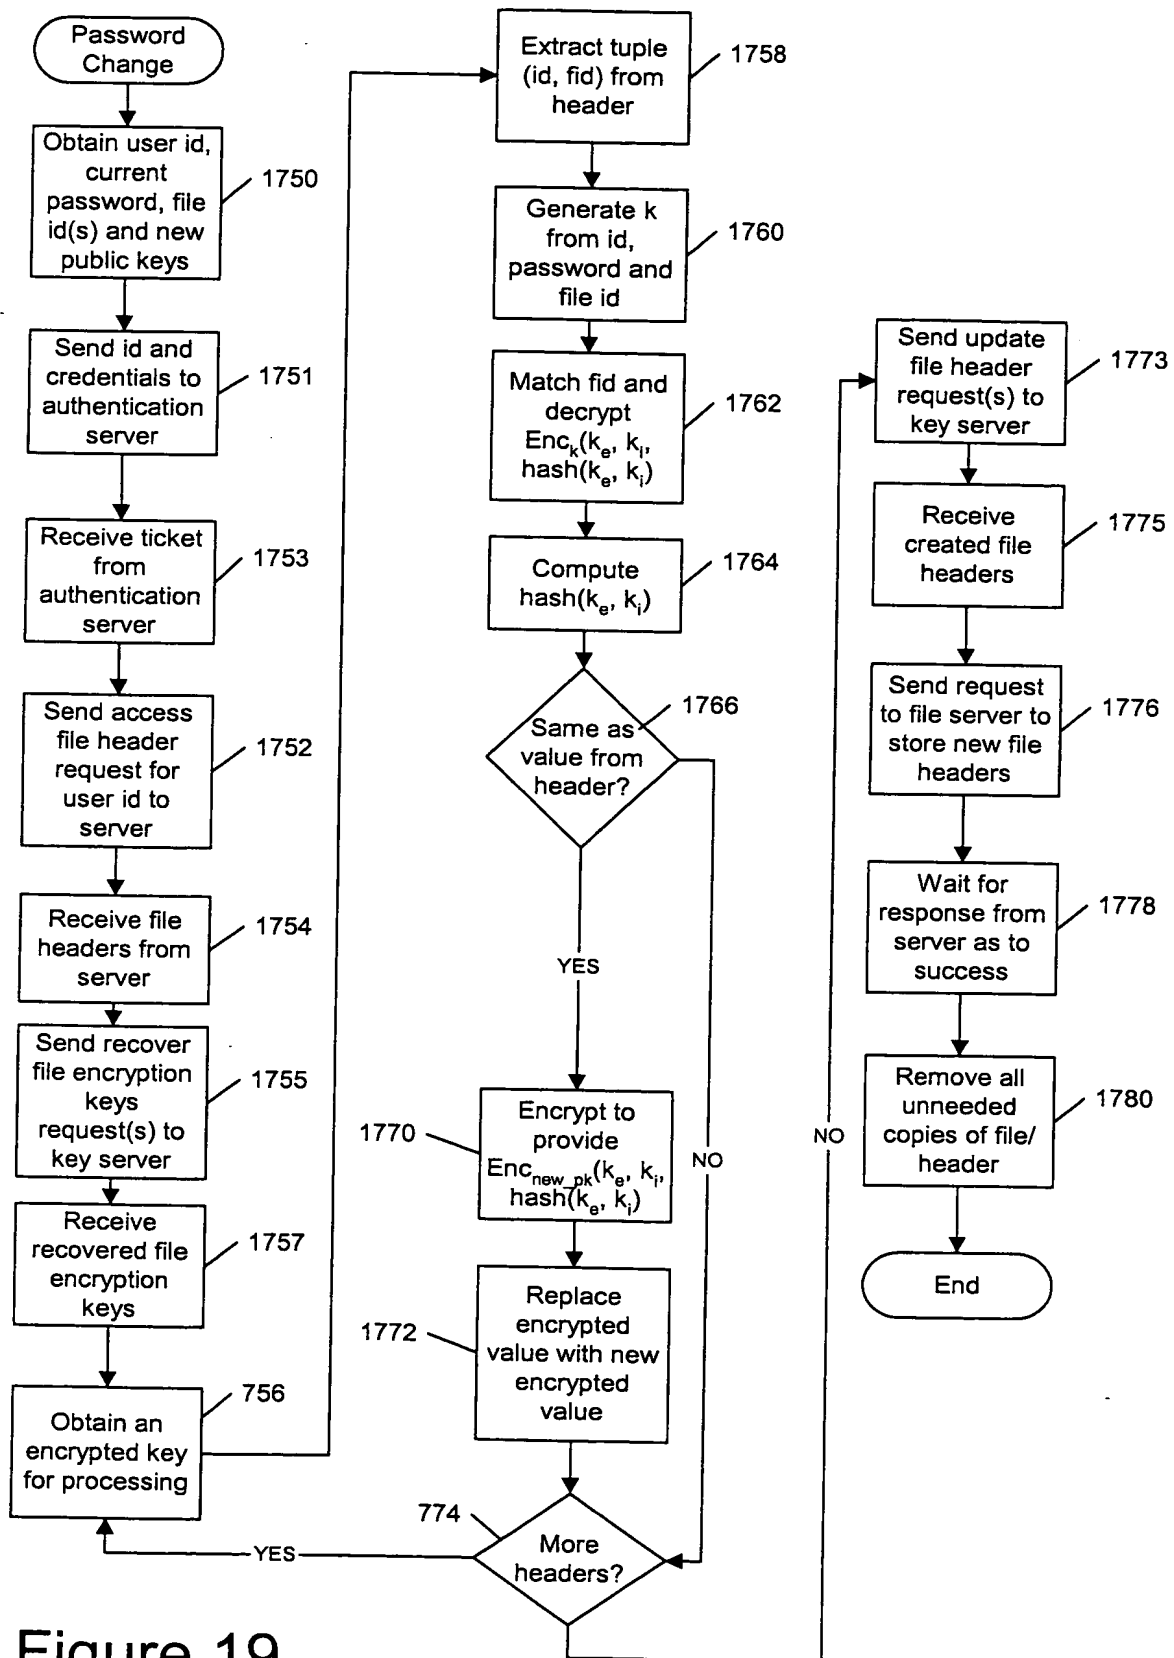 Password
Change
Obtain user id,
current
password, file
id(s) and new
public keys
1750
Send id and
credentials to
authentication
server
1751
Receive ticket
from
authentication
server
1753
Send access
file header
request for
user id to
server
1752
Receive file
headers from
server
1754
Send recover
file encryption
keys
request(s) to
key server
1755
Receive
recovered file
encryption
keys
1757
Obtain an
encrypted key
for processing
756
Extract tuple
(id, fid) from
header
1758
Generate k
from id,
password and
file id
1760
Match fid and
decrypt
Enck(ke, ki,
hash(ke, ki)
1762
Compute
hash(ke, ki)
1764
Same as
value from
header?
1766
YES
NO
Encrypt to
provide
Encnew_pk(ke, ki,
hash(ke, ki)
1770
Replace
encrypted
value with new
encrypted
value
1772
More
headers?
774
YES
NO
Send update
file header
request(s) to
key server
1773
Receive
created file
headers
1775
Send request
to file server to
store new file
headers
1776
Wait for
response from
server as to
success
1778
Remove all
unneeded
copies of file/
header
1780
End
Figure 19